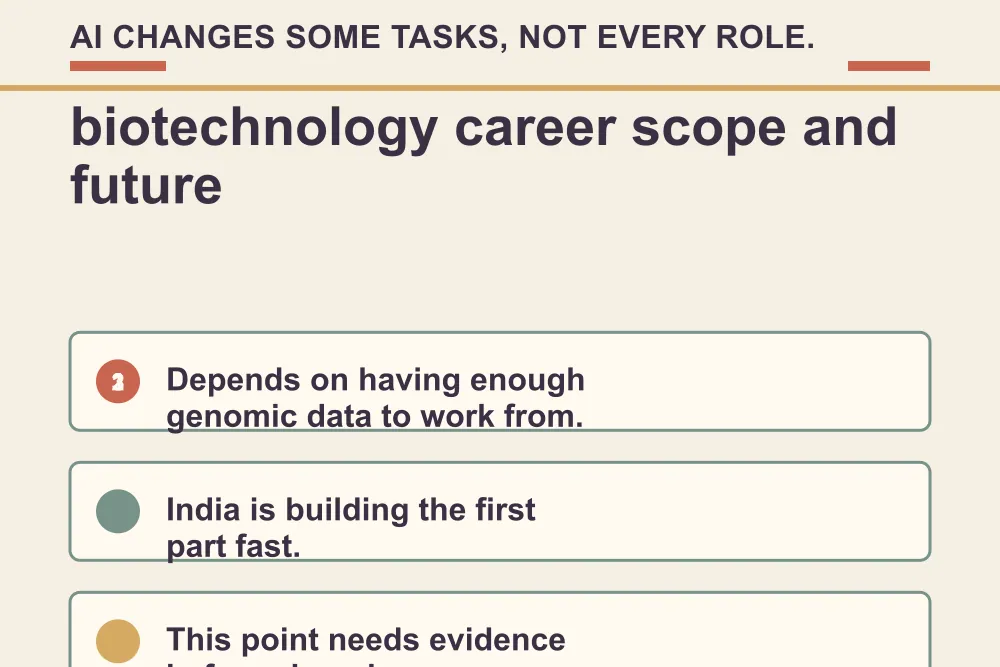 AI CHANGES SOME TASKS, NOT EVERY ROLE.
biotechnology career scope and
future
Depends on having enough
genomic data to work from.
India is building the first
part fast.
This point needs evidence